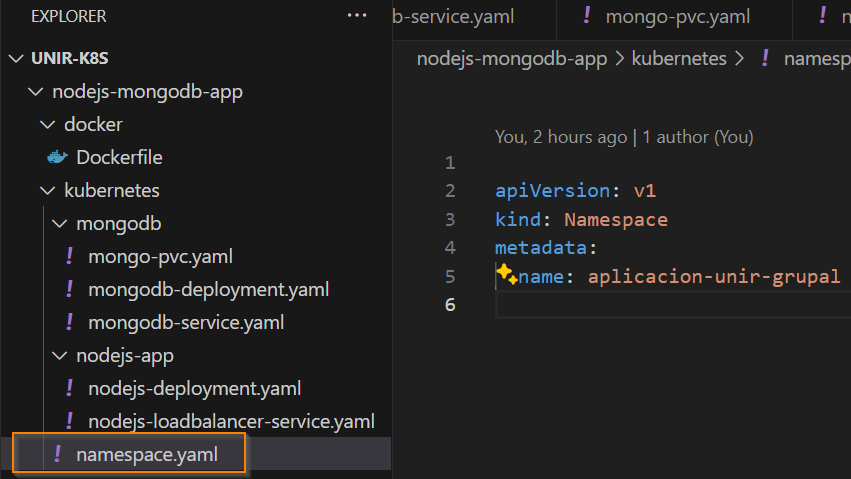 EXPLORER
UNIR-K8S
nodejs-mongodb-app
docker
Dockerfile
kubernetes
mongodb
mongo-pvc.yaml
mongodb-deployment.yaml
mongodb-service.yaml
nodejs-app
nodejs-deployment.yaml
nodejs-loadbalancer-service.yaml
namespace.yaml
b-service.yaml
mongo-pvc.yaml
nodejs-mongodb-app > kubernetes > ! namesp
You, 2 hours ago | 1 author (You)
1
2 apiVersion: v1
3 kind: Namespace
4 metadata:
5 name: aplicacion-unir-grupal
6